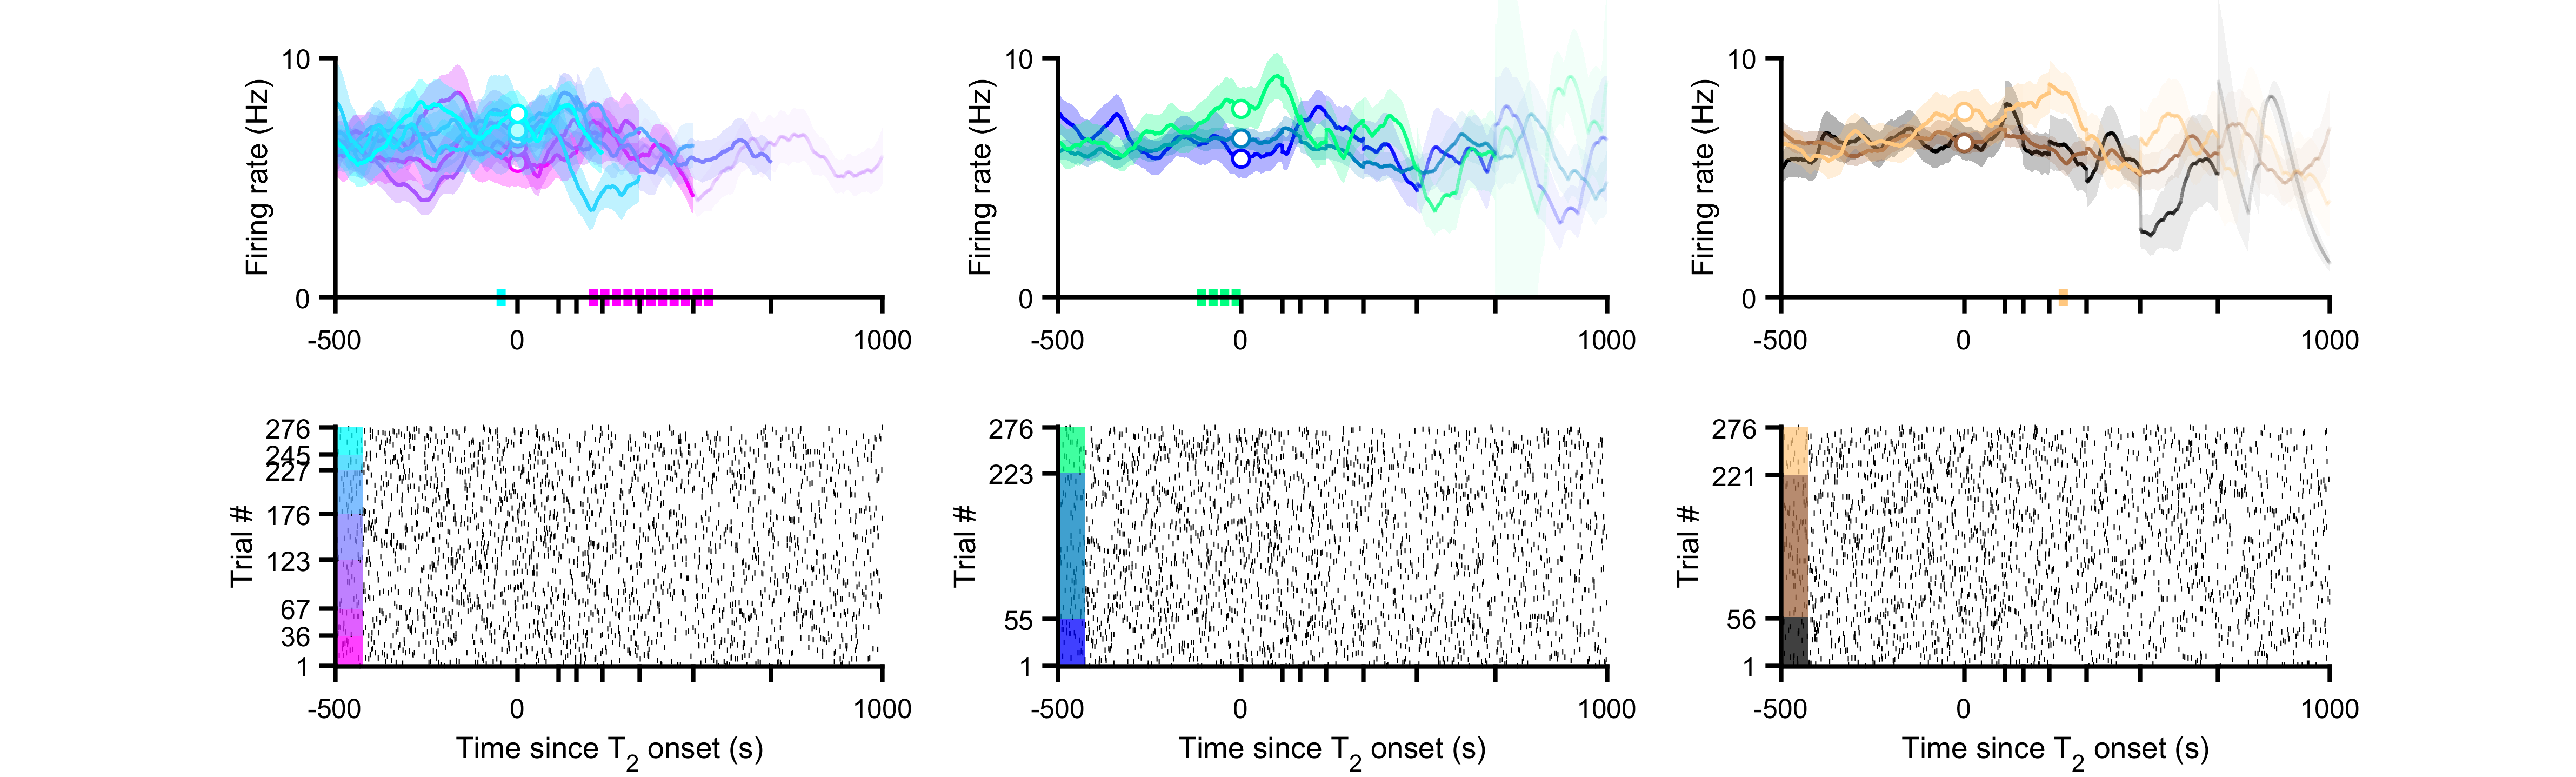 Firing rate (Hz)
10
0
-500 0 1000
Firing rate (Hz)
10
0
-500 0 1000
Firing rate (Hz)
10
0
-500 0 1000
Trial #
276
245
227
176
123
67
36
1
-500 0 1000
Time since T2 onset (s)
Trial #
276
223
55
1
-500 0 1000
Time since T2 onset (s)
Trial #
276
221
56
1
-500 0 1000
Time since T2 onset (s)